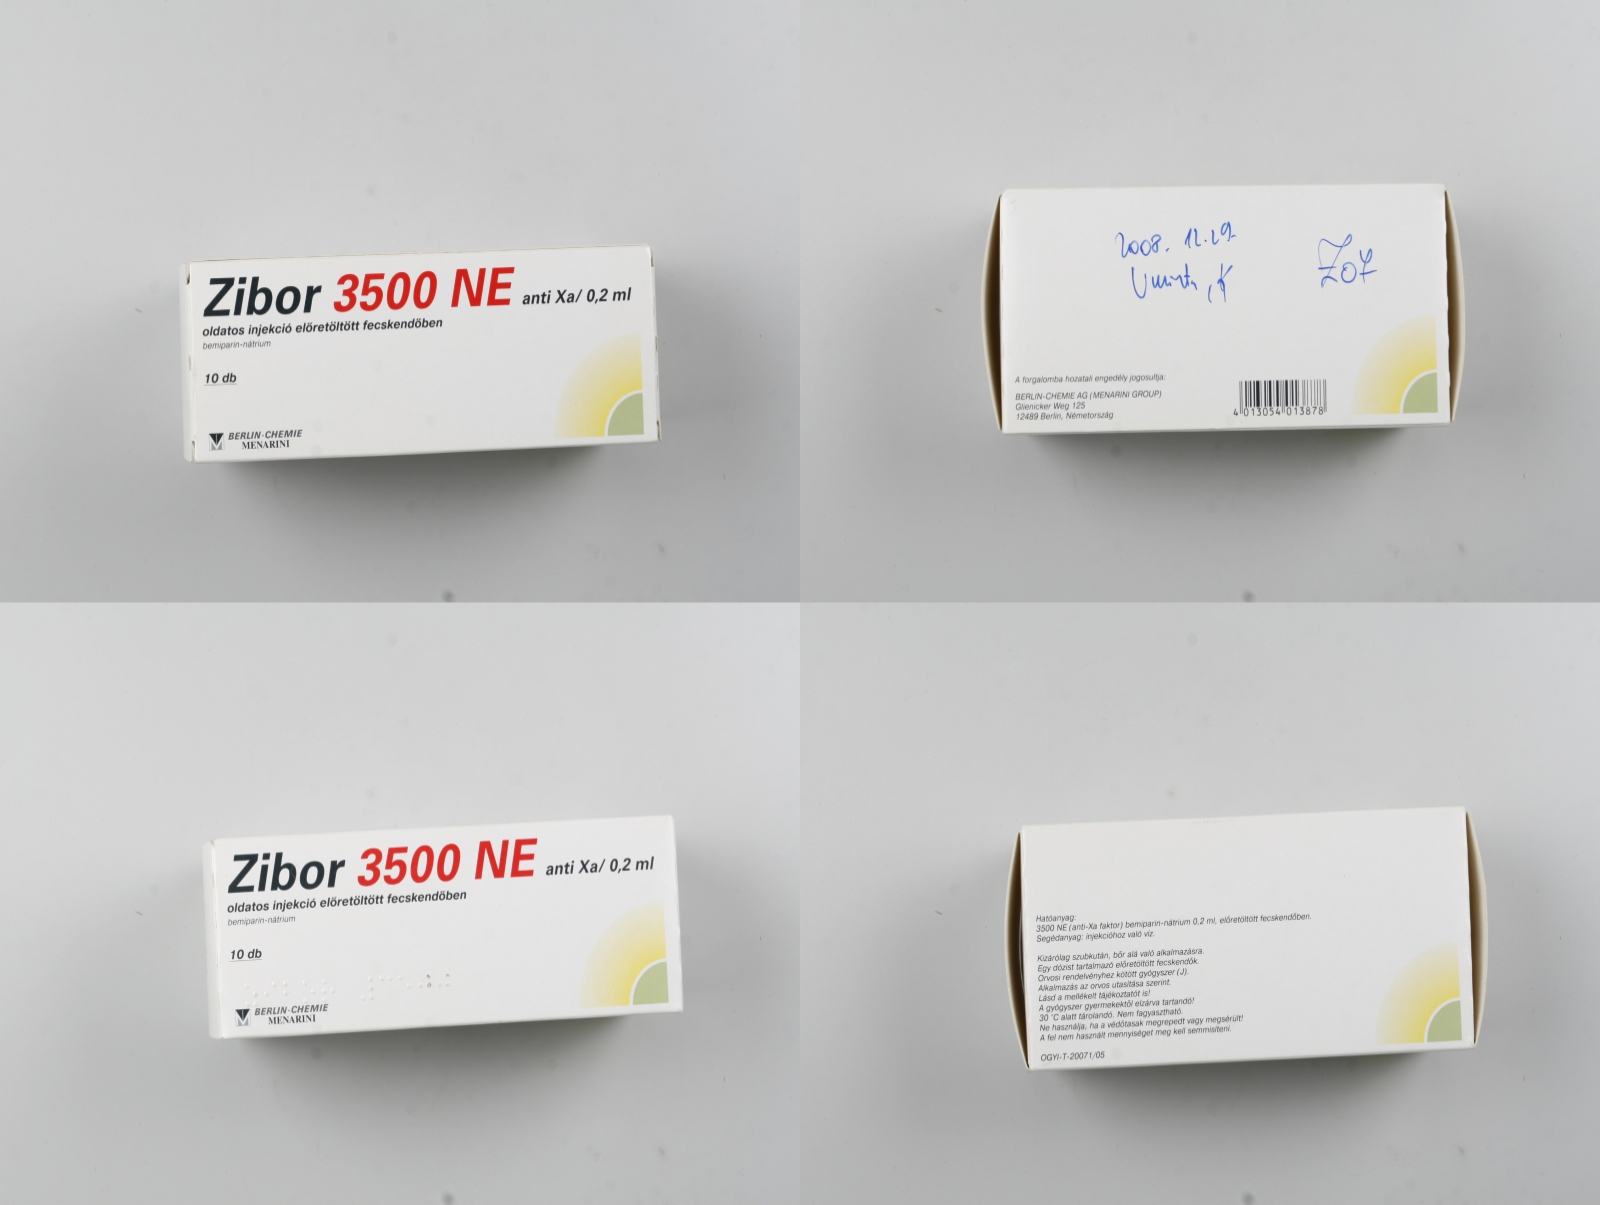 Zibor 3500 NE anti Xa/ 0,2 ml
oldatos injekció előretöltött fecskendőben
bemiparin-nátrium
10 db
BERLIN-CHEMIE
MENARINI
2008. 12.29.
A forgalomba hozatali engedély jogosultja:
BERLIN-CHEMIE AG (MENARINI GROUP)
Glienicker Weg 125
12489 Berlin, Németország
4 013054 013878
Zibor 3500 NE anti Xa/ 0,2 ml
oldatos injekció előretöltött fecskendőben
bemiparin-nátrium
10 db
BERLIN-CHEMIE
MENARINI
Hatóanyag:
3500 NE (anti-Xa faktor) bemiparin-nátrium 0,2 ml, előretöltött fecskendőben.
Segédanyag: injekcióhoz való víz.
Kizárólag szubkután, bőr alá való alkalmazásra.
Egy dózist tartalmazó előretöltött fecskendők.
Orvosi rendelvényhez kötött gyógyszer (J).
Alkalmazás az orvos utasítása szerint.
Lásd a mellékelt tájékoztatót is!
A gyógyszer gyermekektől elzárva tartandó!
30 °C alatt tárolandó. Nem fagyasztható.
Ne használja, ha a védőtasak megrepedt vagy megsérült!
A fel nem használt mennyiséget meg kell semmisíteni.
OGYI-T-20071/05